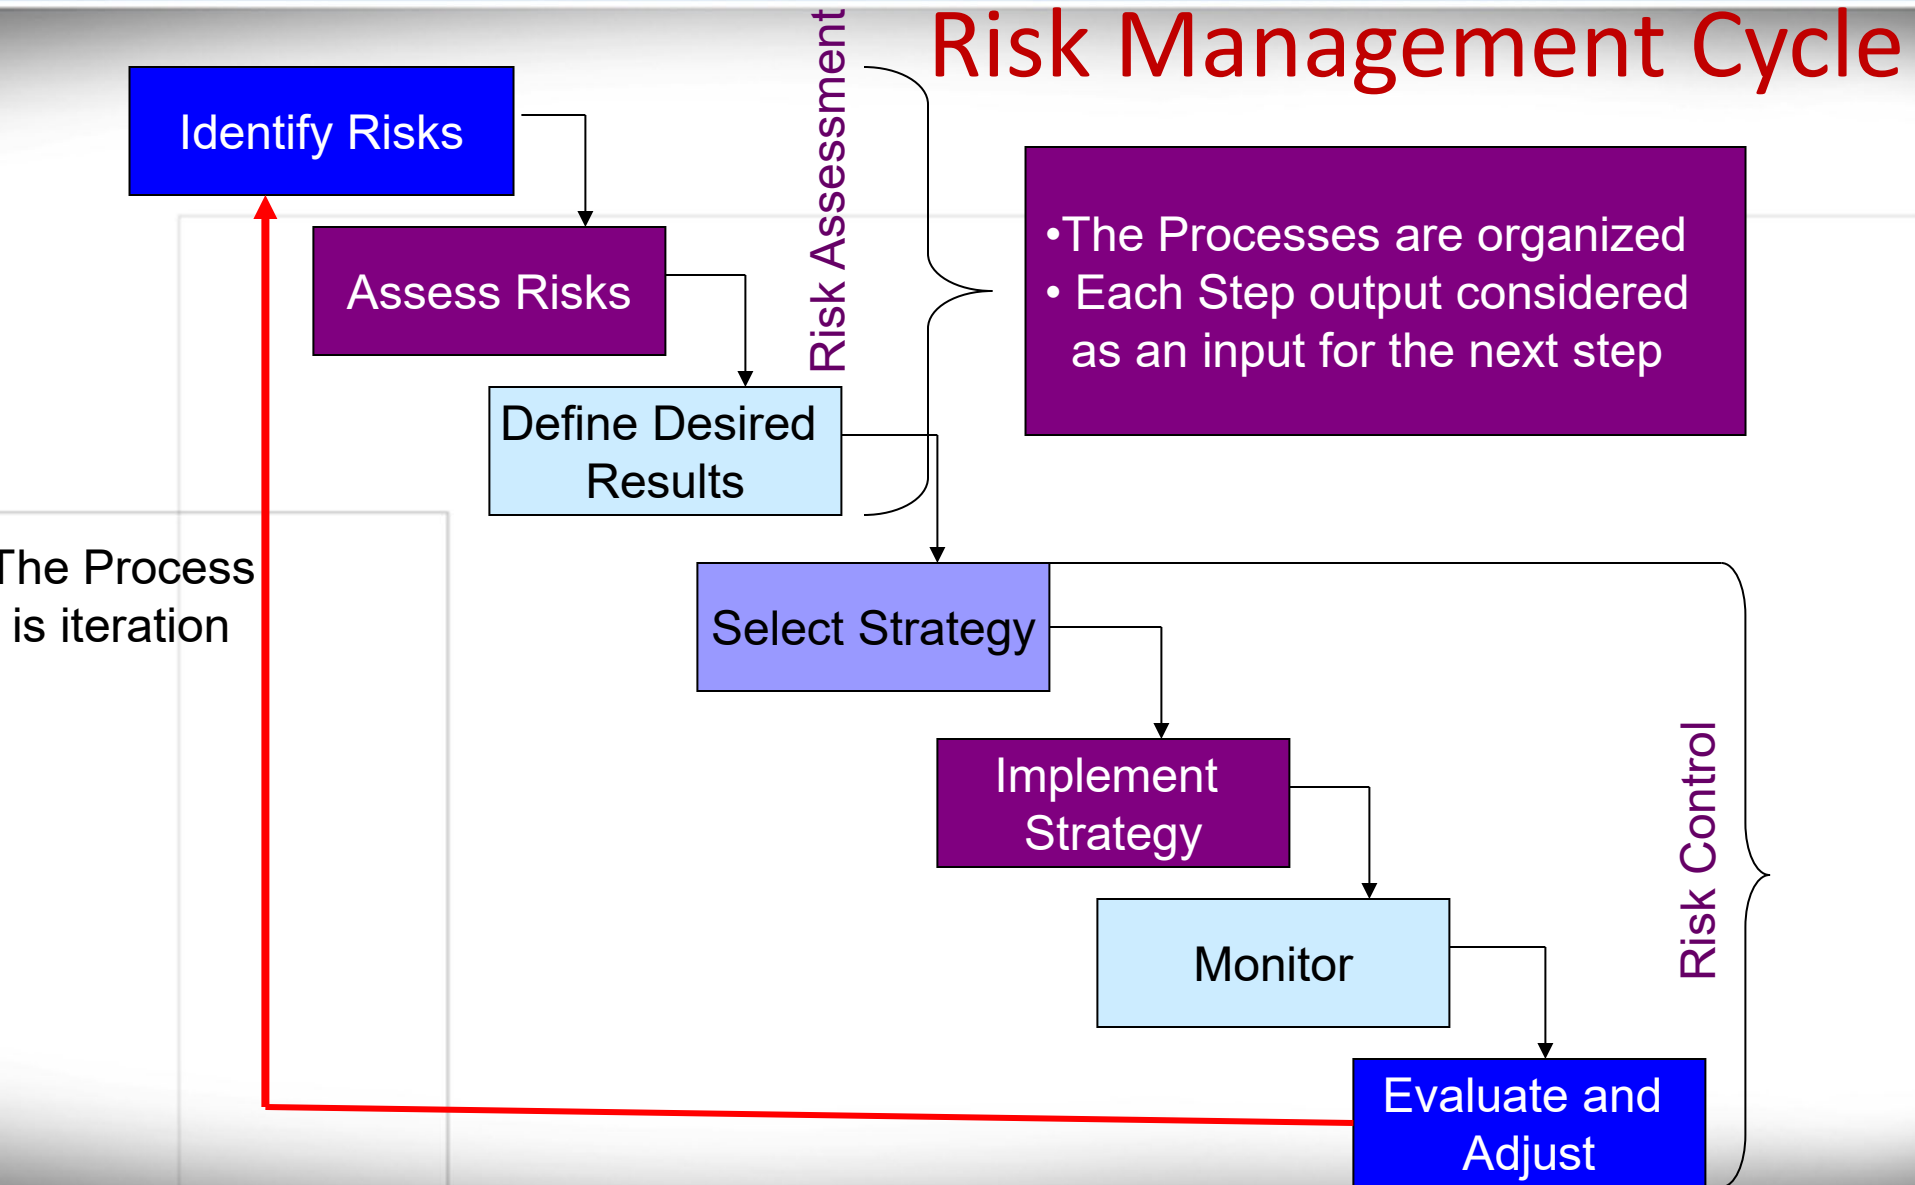 Risk Management Cycle
Identify Risks
Risk Assessment
•The Processes are organized
• Each Step output considered
as an input for the next step
Assess Risks
Define Desired
Results
The Process
is iteration
Select Strategy
Implement
Strategy
Risk Control
Monitor
Evaluate and
Adjust